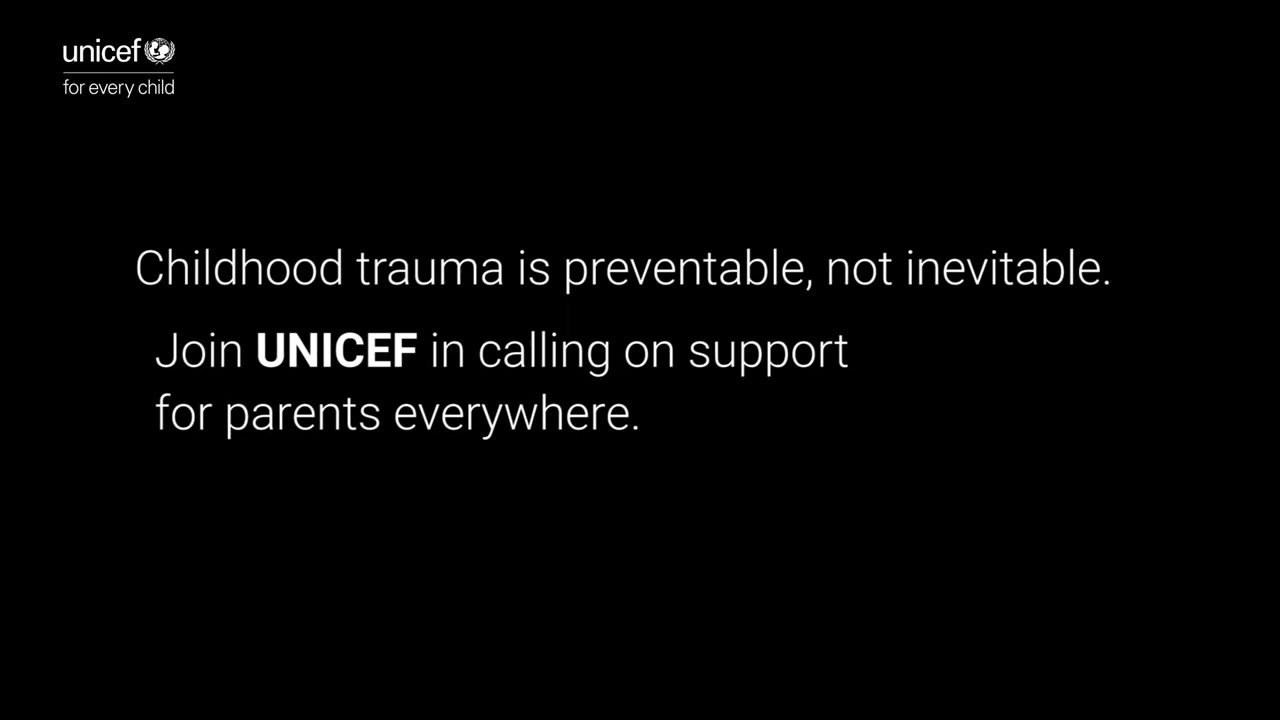 unicef
for every child
Childhood trauma is preventable, not inevitable.
Join UNICEF in calling on support
for parents everywhere.